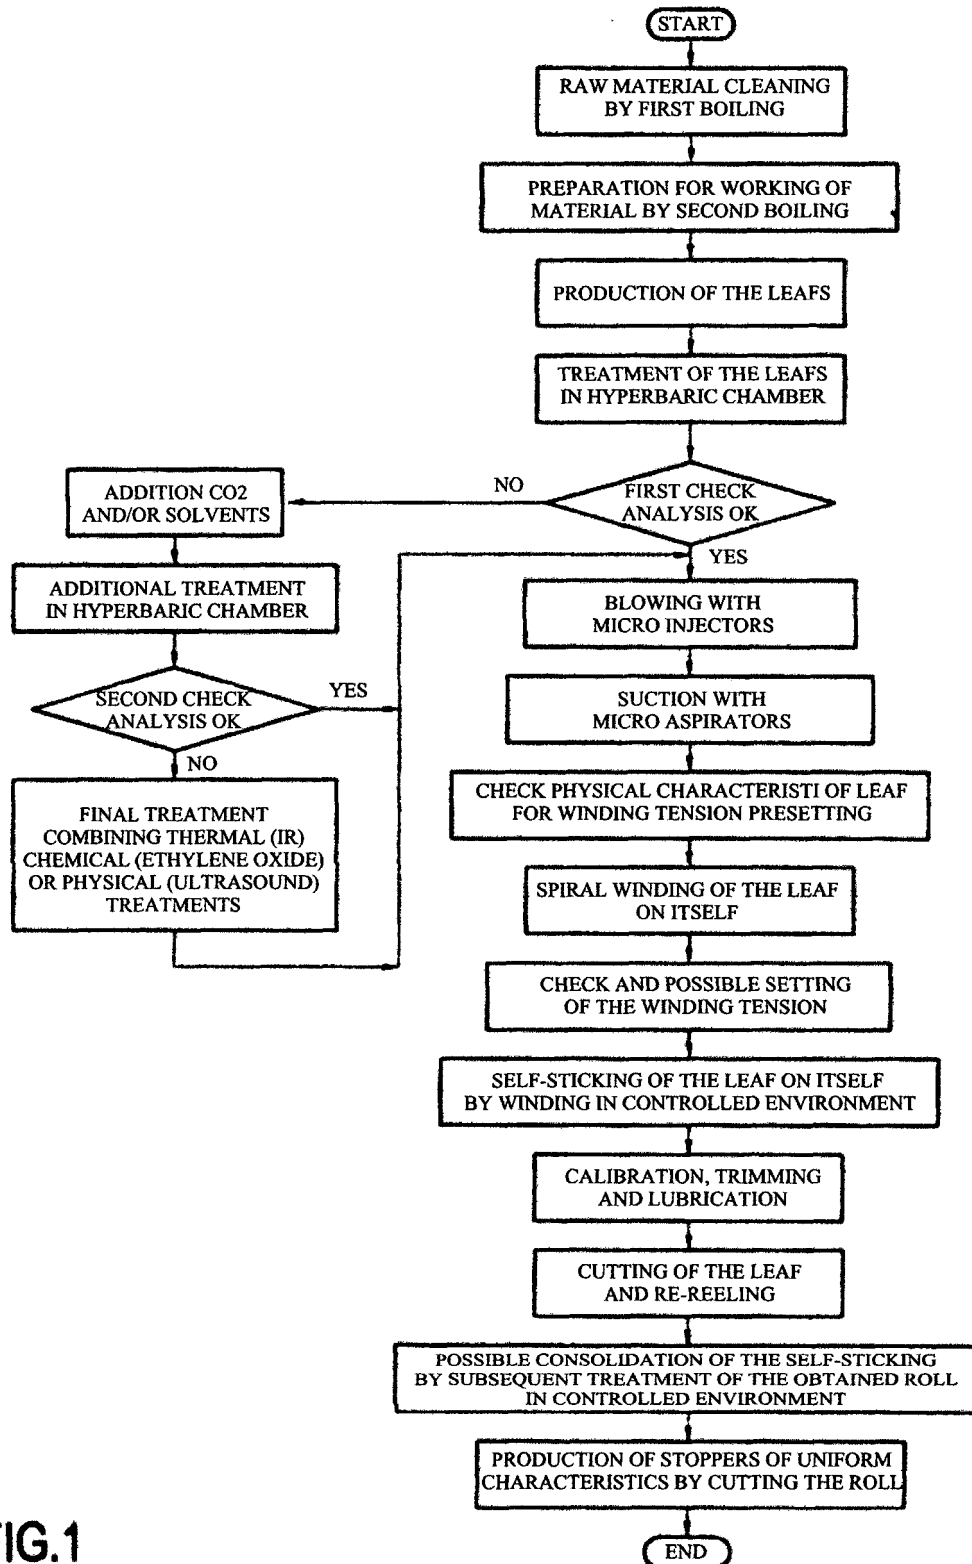 START
RAW MATERIAL CLEANING
BY FIRST BOILING
PREPARATION FOR WORKING OF
MATERIAL BY SECOND BOILING
PRODUCTION OF THE LEAFS
TREATMENT OF THE LEAFS
IN HYPERBARIC CHAMBER
FIRST CHECK
ANALYSIS OK
NO
YES
ADDITION CO2
AND/OR SOLVENTS
ADDITIONAL TREATMENT
IN HYPERBARIC CHAMBER
SECOND CHECK
ANALYSIS OK
YES
NO
FINAL TREATMENT
COMBINING THERMAL (IR)
CHEMICAL (ETHYLENE OXIDE)
OR PHYSICAL (ULTRASOUND)
TREATMENTS
BLOWING WITH
MICRO INJECTORS
SUCTION WITH
MICRO ASPIRATORS
CHECK PHYSICAL CHARACTERISTI OF LEAF
FOR WINDING TENSION PRESETTING
SPIRAL WINDING OF THE LEAF
ON ITSELF
CHECK AND POSSIBLE SETTING
OF THE WINDING TENSION
SELF-STICKING OF THE LEAF ON ITSELF
BY WINDING IN CONTROLLED ENVIRONMENT
CALIBRATION, TRIMMING
AND LUBRICATION
CUTTING OF THE LEAF
AND RE-REELING
POSSIBLE CONSOLIDATION OF THE SELF-STICKING
BY SUBSEQUENT TREATMENT OF THE OBTAINED ROLL
IN CONTROLLED ENVIRONMENT
PRODUCTION OF STOPPERS OF UNIFORM
CHARACTERISTICS BY CUTTING THE ROLL
END
FIG.1